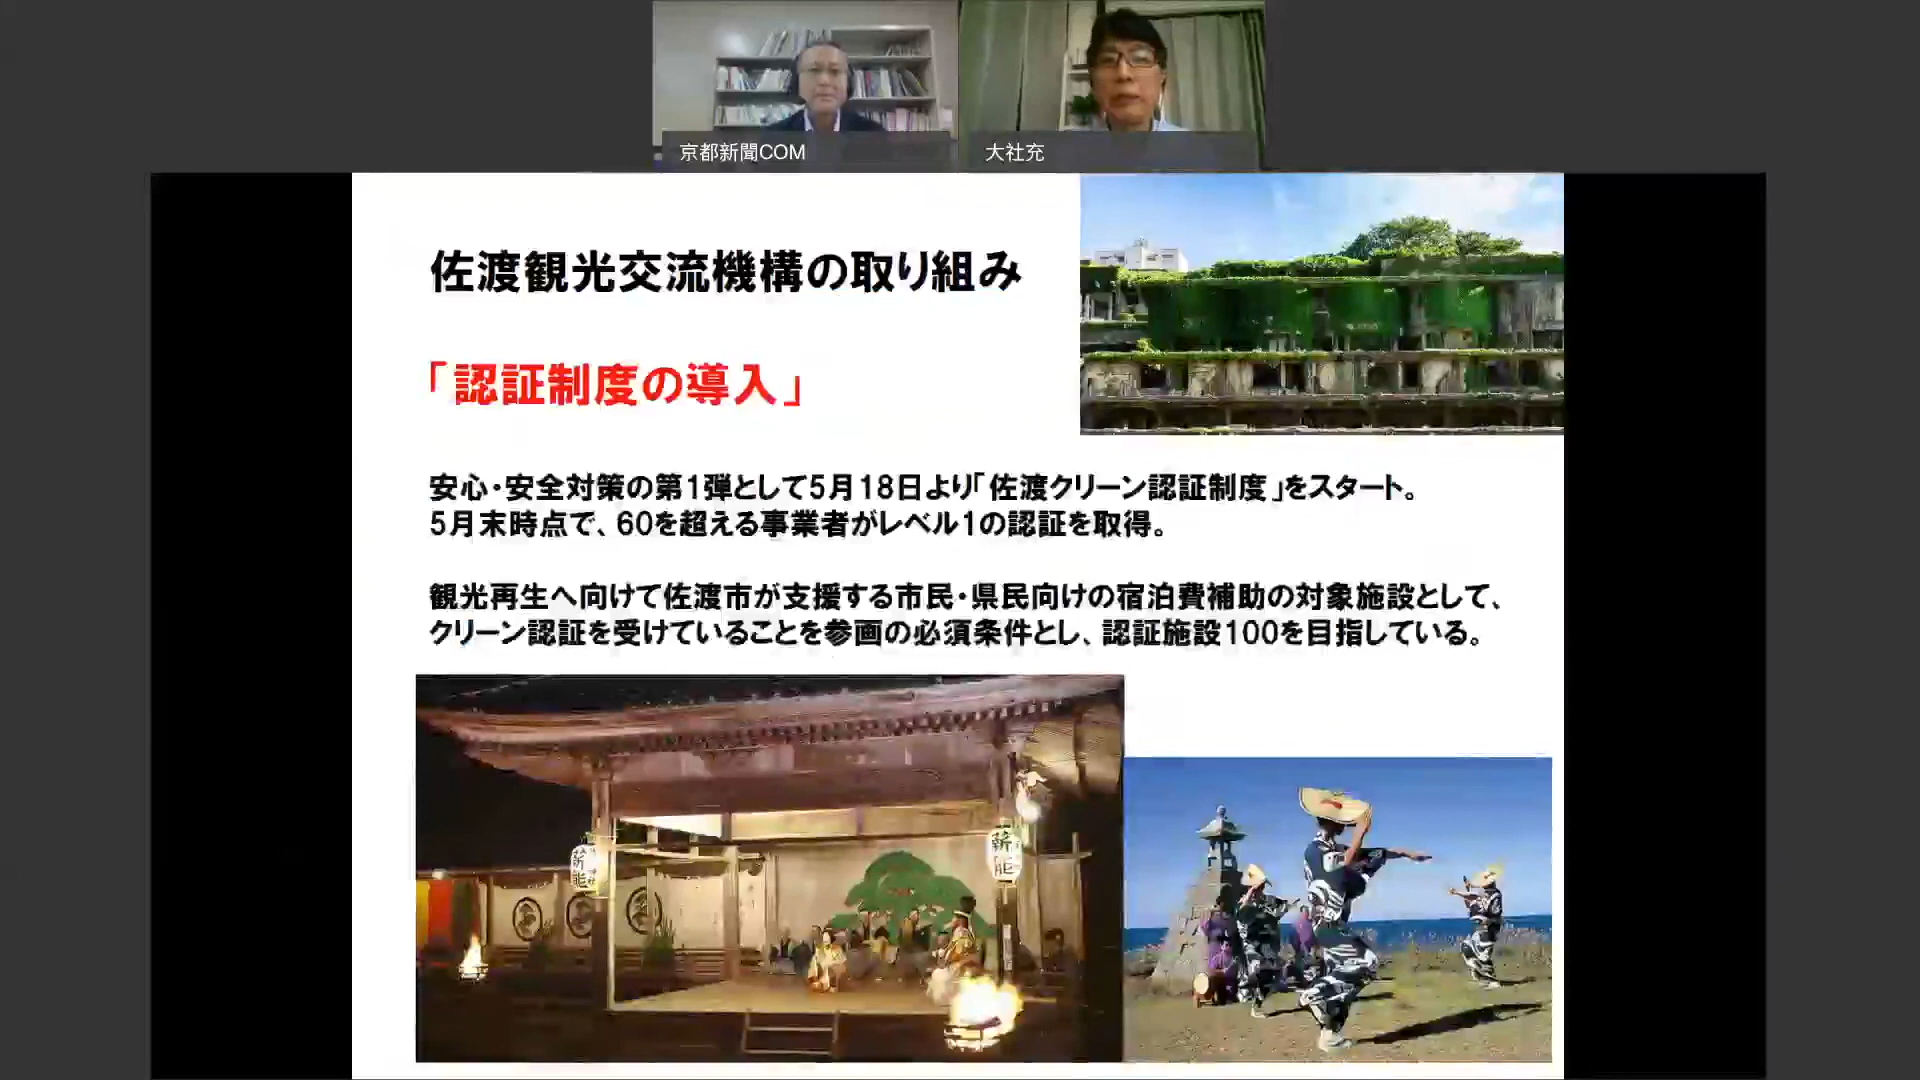 京都新聞COM
大社充
佐渡観光交流機構の取り組み
「認証制度の導入」
安心・安全対策の第1弾として5月18日より「佐渡クリーン認証制度」をスタート。
5月末時点で、60を超える事業者がレベル1の認証を取得。
観光再生へ向けて佐渡市が支援する市民・県民向けの宿泊費補助の対象施設として、
クリーン認証を受けていることを参画の必須条件とし、認証施設100を目指している。
薪能
薪能